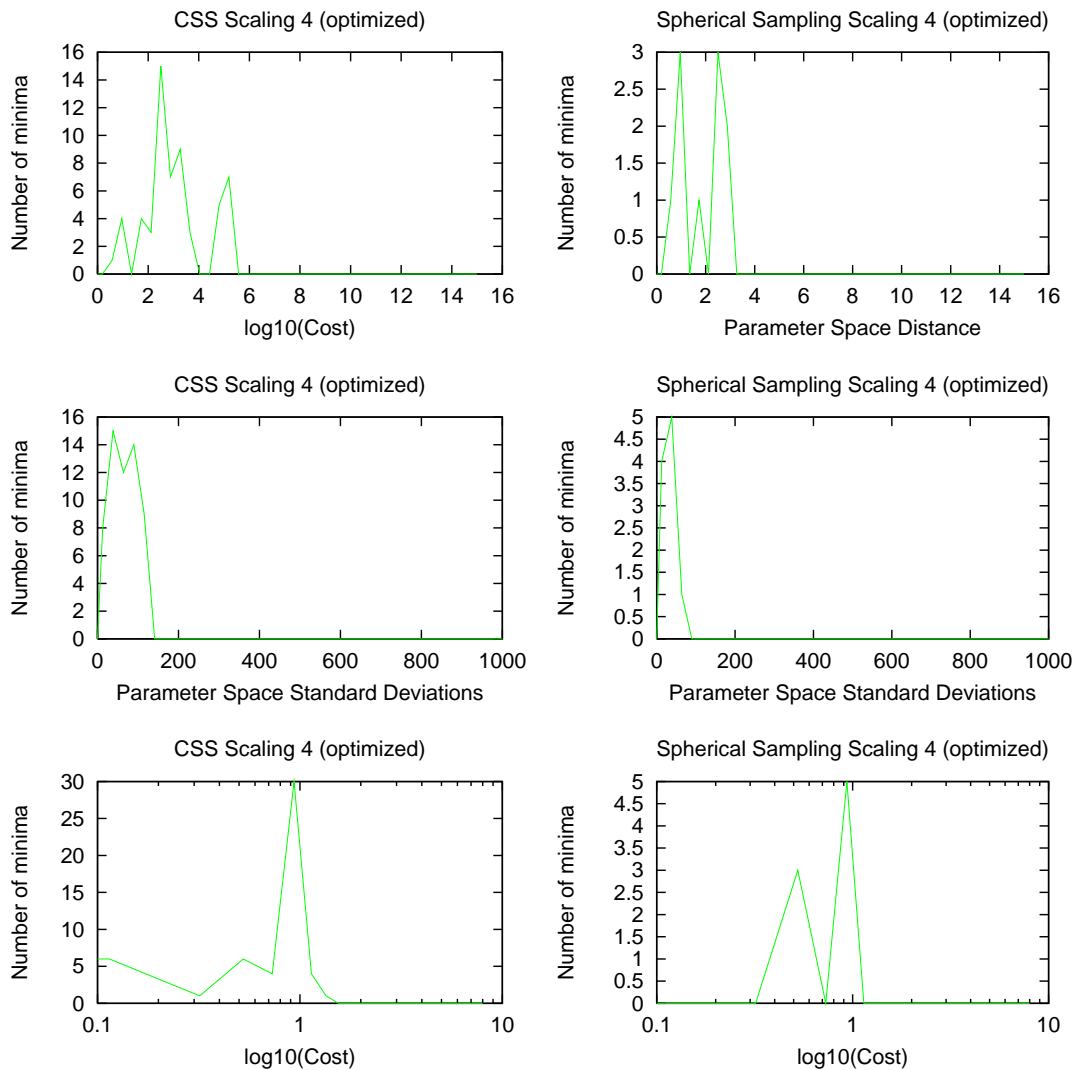 CSS Scaling 4 (optimized)
Number of minima
16
14
12
10
8
6
4
2
0
0 2 4 6 8 10 12 14 16
log10(Cost)
Spherical Sampling Scaling 4 (optimized)
Number of minima
3
2.5
2
1.5
1
0.5
0
0 2 4 6 8 10 12 14 16
Parameter Space Distance
CSS Scaling 4 (optimized)
Number of minima
16
14
12
10
8
6
4
2
0
0 200 400 600 800 1000
Parameter Space Standard Deviations
Spherical Sampling Scaling 4 (optimized)
Number of minima
5
4.5
4
3.5
3
2.5
2
1.5
1
0.5
0
0 200 400 600 800 1000
Parameter Space Standard Deviations
CSS Scaling 4 (optimized)
Number of minima
30
25
20
15
10
5
0
0.1 1 10
log10(Cost)
Spherical Sampling Scaling 4 (optimized)
Number of minima
5
4.5
4
3.5
3
2.5
2
1.5
1
0.5
0
0.1 1 10
log10(Cost)